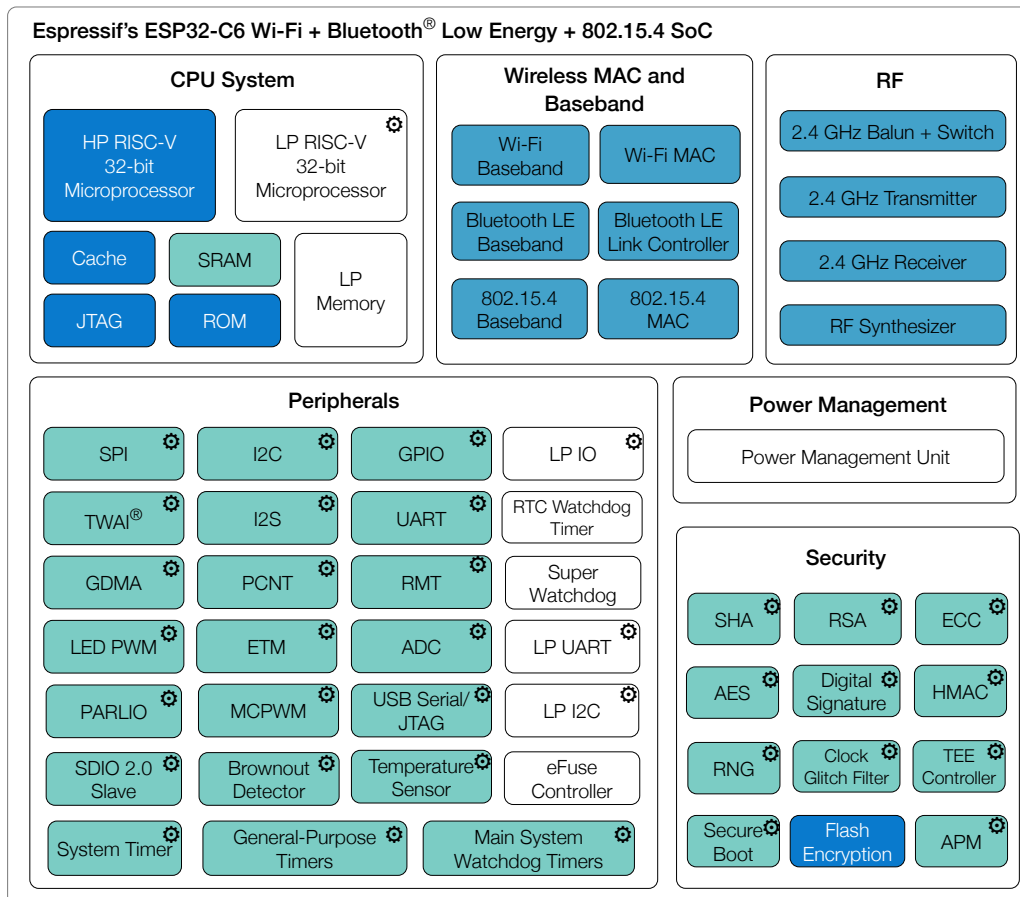 Espressif's ESP32-C6 Wi-Fi + Bluetooth® Low Energy + 802.15.4 SoC
CPU System
HP RISC-V
32-bit
Microprocessor
LP RISC-V
32-bit
Microprocessor
Cache
SRAM
LP
Memory
JTAG
ROM
Wireless MAC and
Baseband
Wi-Fi
Baseband
Wi-Fi MAC
Bluetooth LE
Baseband
Bluetooth LE
Link Controller
802.15.4
Baseband
802.15.4
MAC
RF
2.4 GHz Balun + Switch
2.4 GHz Transmitter
2.4 GHz Receiver
RF Synthesizer
Peripherals
SPI
I2C
GPIO
LP IO
TWAI®
I2S
UART
RTC Watchdog
Timer
GDMA
PCNT
RMT
Super
Watchdog
LED PWM
ETM
ADC
LP UART
PARLIO
MCPWM
USB Serial/
JTAG
LP I2C
SDIO 2.0
Slave
Brownout
Detector
Temperature
Sensor
eFuse
Controller
System Timer
General-Purpose
Timers
Main System
Watchdog Timers
Power Management
Power Management Unit
Security
SHA
RSA
ECC
AES
Digital
Signature
HMAC
RNG
Clock
Glitch Filter
TEE
Controller
Secure
Boot
Flash
Encryption
APM